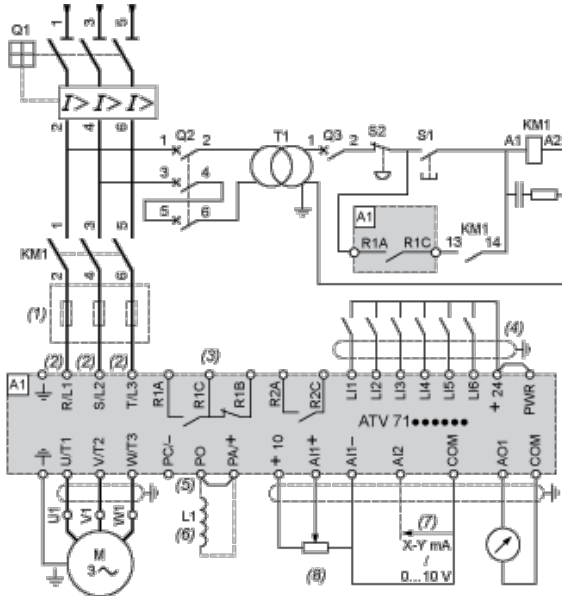 Q1
1 3 5
I> I> I>
2 4 6
1 Q2 2
3 4
5 6
T1
1 Q3 2
S2
S1
KM1
A1 A2
A1
R1A R1C
KM1
13 14
1 3 5
KM1
2 4 6
(1)
(2) (2) (2)
(3)
(4)
A1
R/L1 S/L2 T/L3 R1A R1C R1B R2A R2C LI1 LI2 LI3 LI4 LI5 LI6 + 24 PWR
ATV 71••••••
U/T1 V/T2 W/T3 PC/- PO PA/+ + 10 AI1+ AI1- AI2 COM AO1 COM
(5)
U1 V1 W1
L1
(6)
(7)
X-Y mA
/
0...10 V
(8)
M
3~